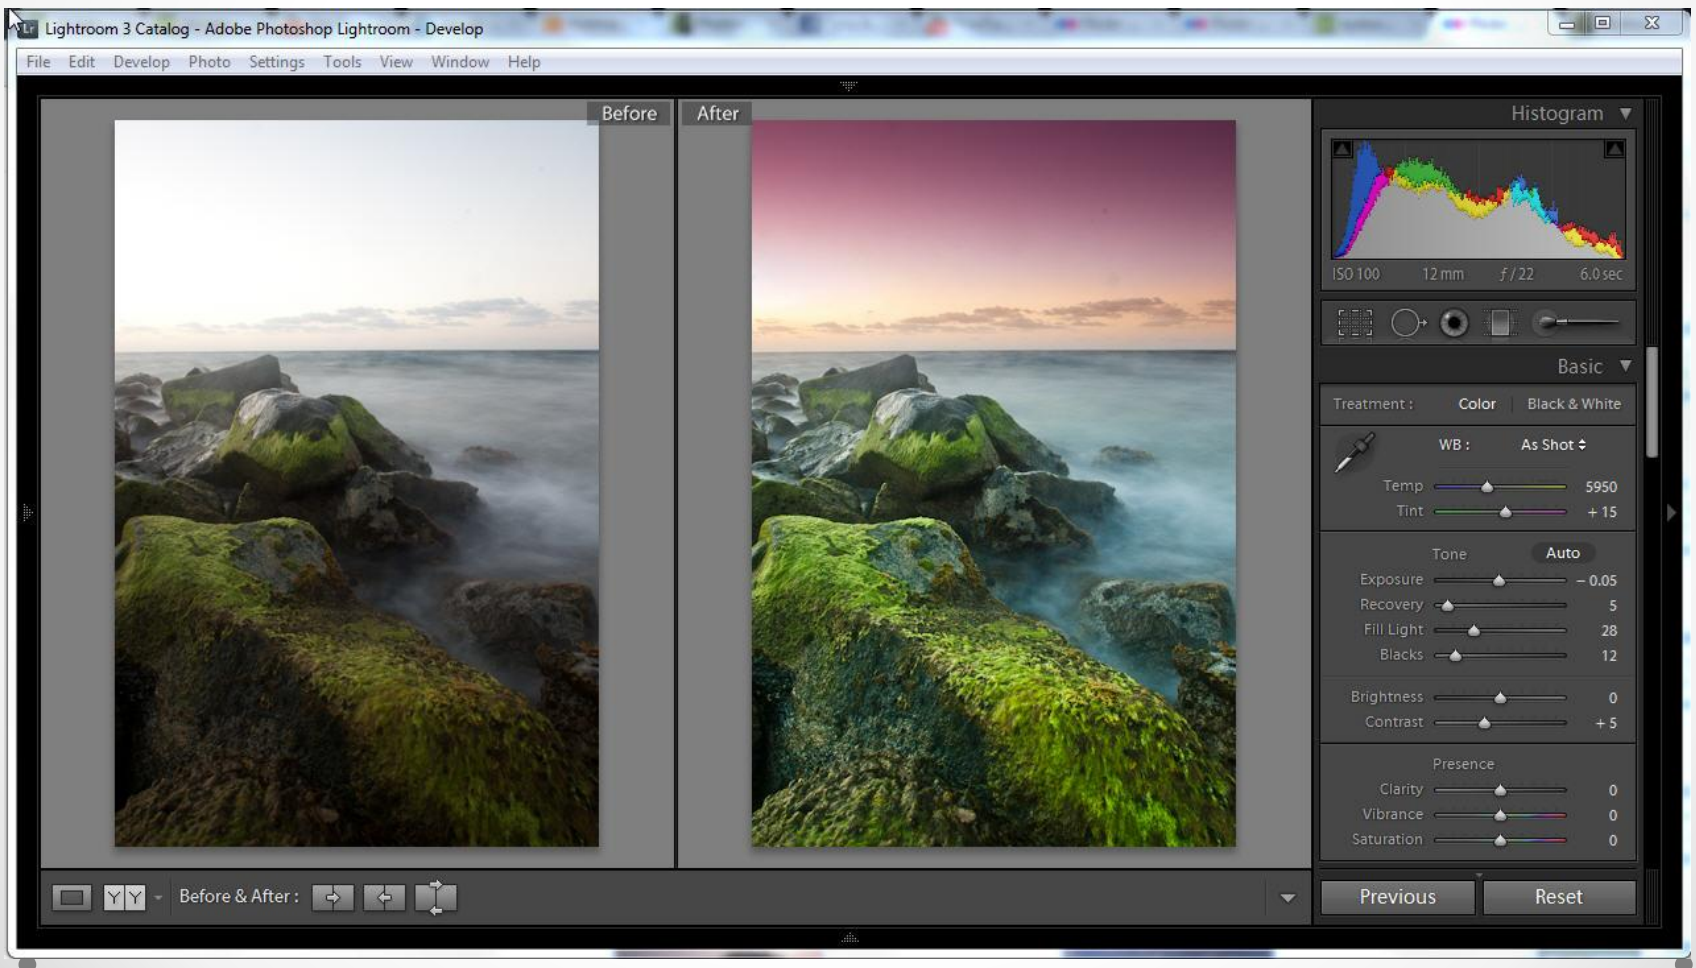 Lr Lightroom 3 Catalog - Adobe Photoshop Lightroom - Develop
File Edit Develop Photo Settings Tools View Window Help
Before After
Histogram
ISO 100 12 mm ƒ / 22 6.0 sec
Basic
Treatment : Color Black & White
WB : As Shot
Temp 5950
Tint + 15
Tone Auto
Exposure − 0.05
Recovery 5
Fill Light 28
Blacks 12
Brightness 0
Contrast + 5
Presence
Clarity 0
Vibrance 0
Saturation 0
Y Y Before & After :
Previous Reset